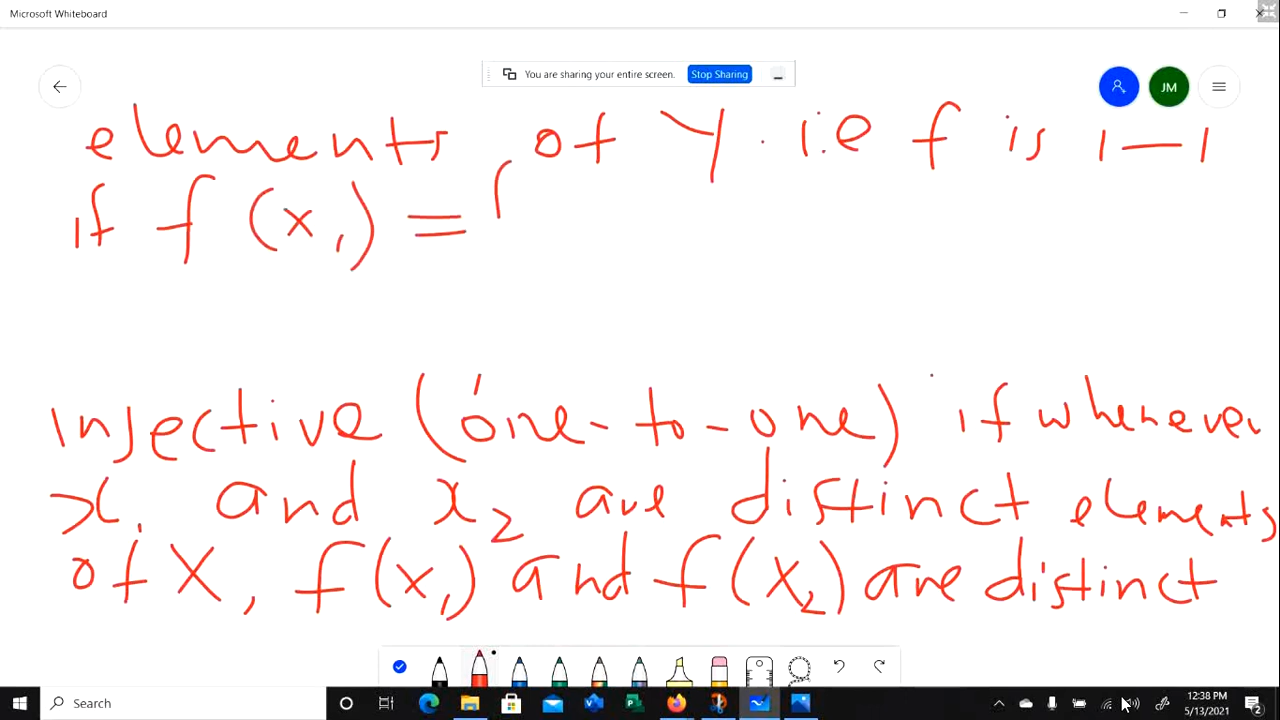 Microsoft Whiteboard
You are sharing your entire screen. Stop Sharing
JM
elements of Y. i.e f is 1-1
if f(x₁) = 
Injective (one-to-one) if whenever
x₁ and x₂ are distinct elements
of X, f(x₁) and f(x₂) are distinct
Search
12:38 PM
5/13/2021
2